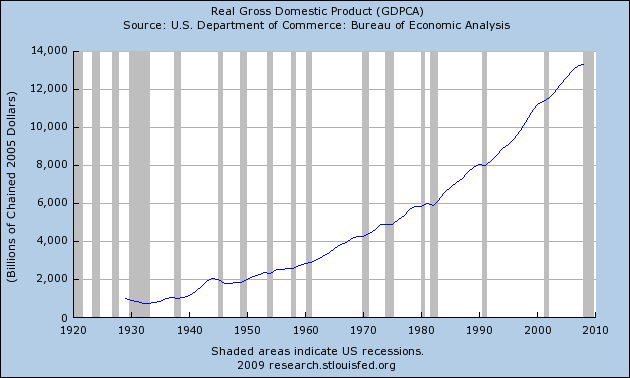 Real Gross Domestic Product (GDPCA)
Source: U.S. Department of Commerce: Bureau of Economic Analysis
(Billions of Chained 2005 Dollars)
14,000
12,000
10,000
8,000
6,000
4,000
2,000
0
1920 1930 1940 1950 1960 1970 1980 1990 2000 2010
Shaded areas indicate US recessions.
2009 research.stlouisfed.org